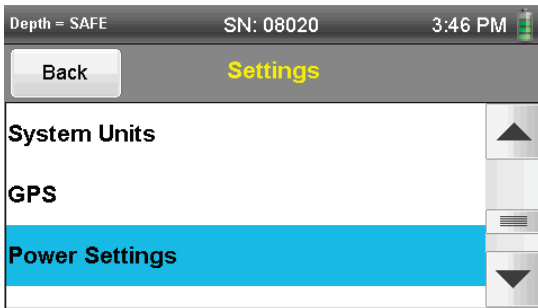 Depth = SAFE SN: 08020 3:46 PM
Back Settings
System Units
GPS
Power Settings